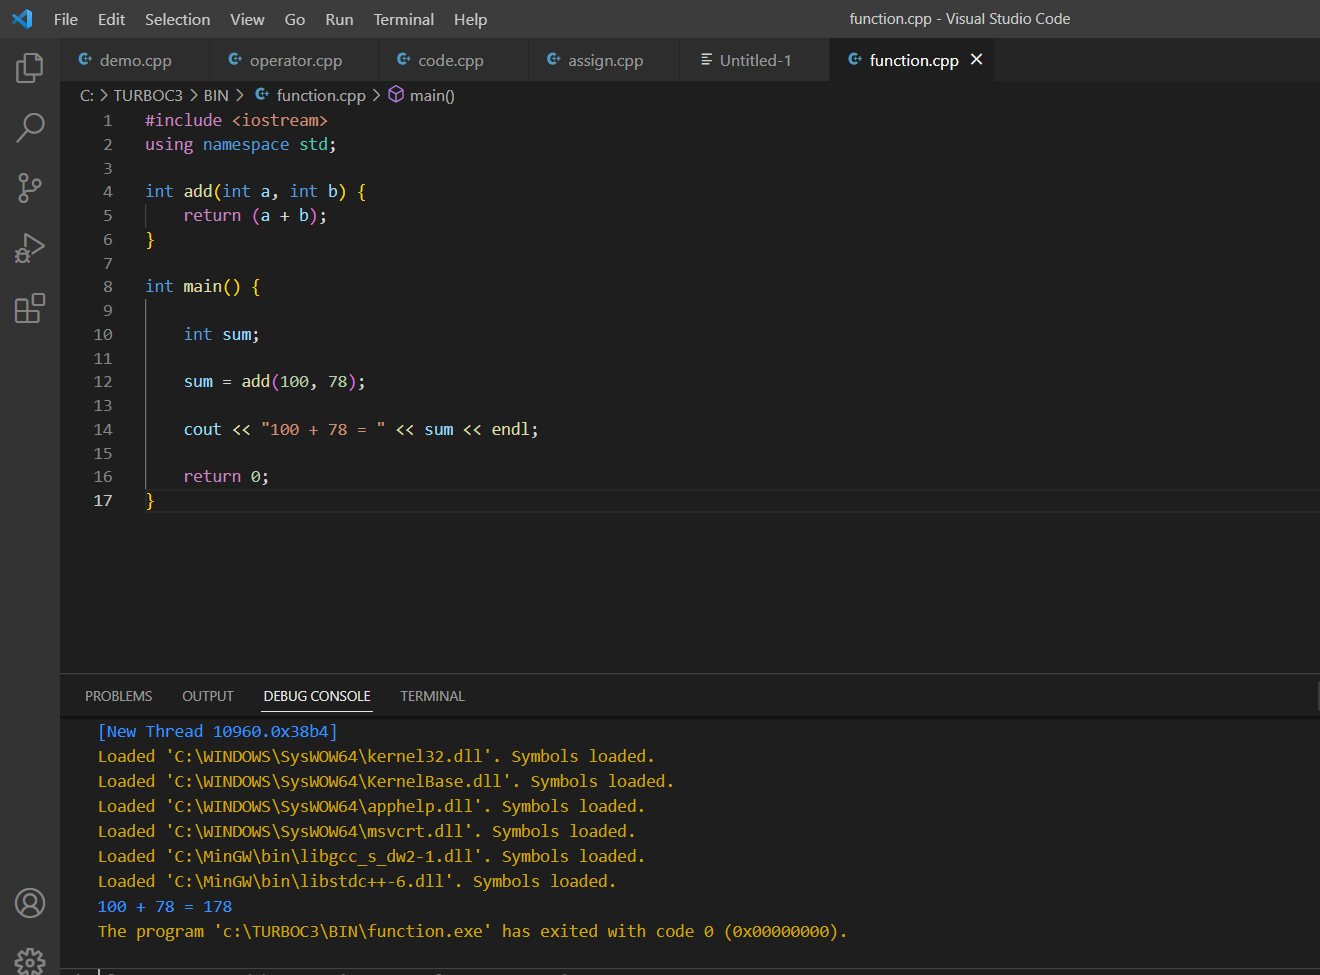 File Edit Selection View Go Run Terminal Help function.cpp - Visual Studio Code
demo.cpp operator.cpp code.cpp assign.cpp Untitled-1 function.cpp
C: > TURBOC3 > BIN > function.cpp > main()
1 #include <iostream>
2 using namespace std;
3
4 int add(int a, int b) {
5 return (a + b);
6 }
7
8 int main() {
9
10 int sum;
11
12 sum = add(100, 78);
13
14 cout << "100 + 78 = " << sum << endl;
15
16 return 0;
17 }
PROBLEMS OUTPUT DEBUG CONSOLE TERMINAL
[New Thread 10960.0x38b4]
Loaded 'C:\WINDOWS\SysWOW64\kernel32.dll'. Symbols loaded.
Loaded 'C:\WINDOWS\SysWOW64\KernelBase.dll'. Symbols loaded.
Loaded 'C:\WINDOWS\SysWOW64\apphelp.dll'. Symbols loaded.
Loaded 'C:\WINDOWS\SysWOW64\msvcrt.dll'. Symbols loaded.
Loaded 'C:\MinGW\bin\libgcc_s_dw2-1.dll'. Symbols loaded.
Loaded 'C:\MinGW\bin\libstdc++-6.dll'. Symbols loaded.
100 + 78 = 178
The program 'c:\TURBOC3\BIN\function.exe' has exited with code 0 (0x00000000).